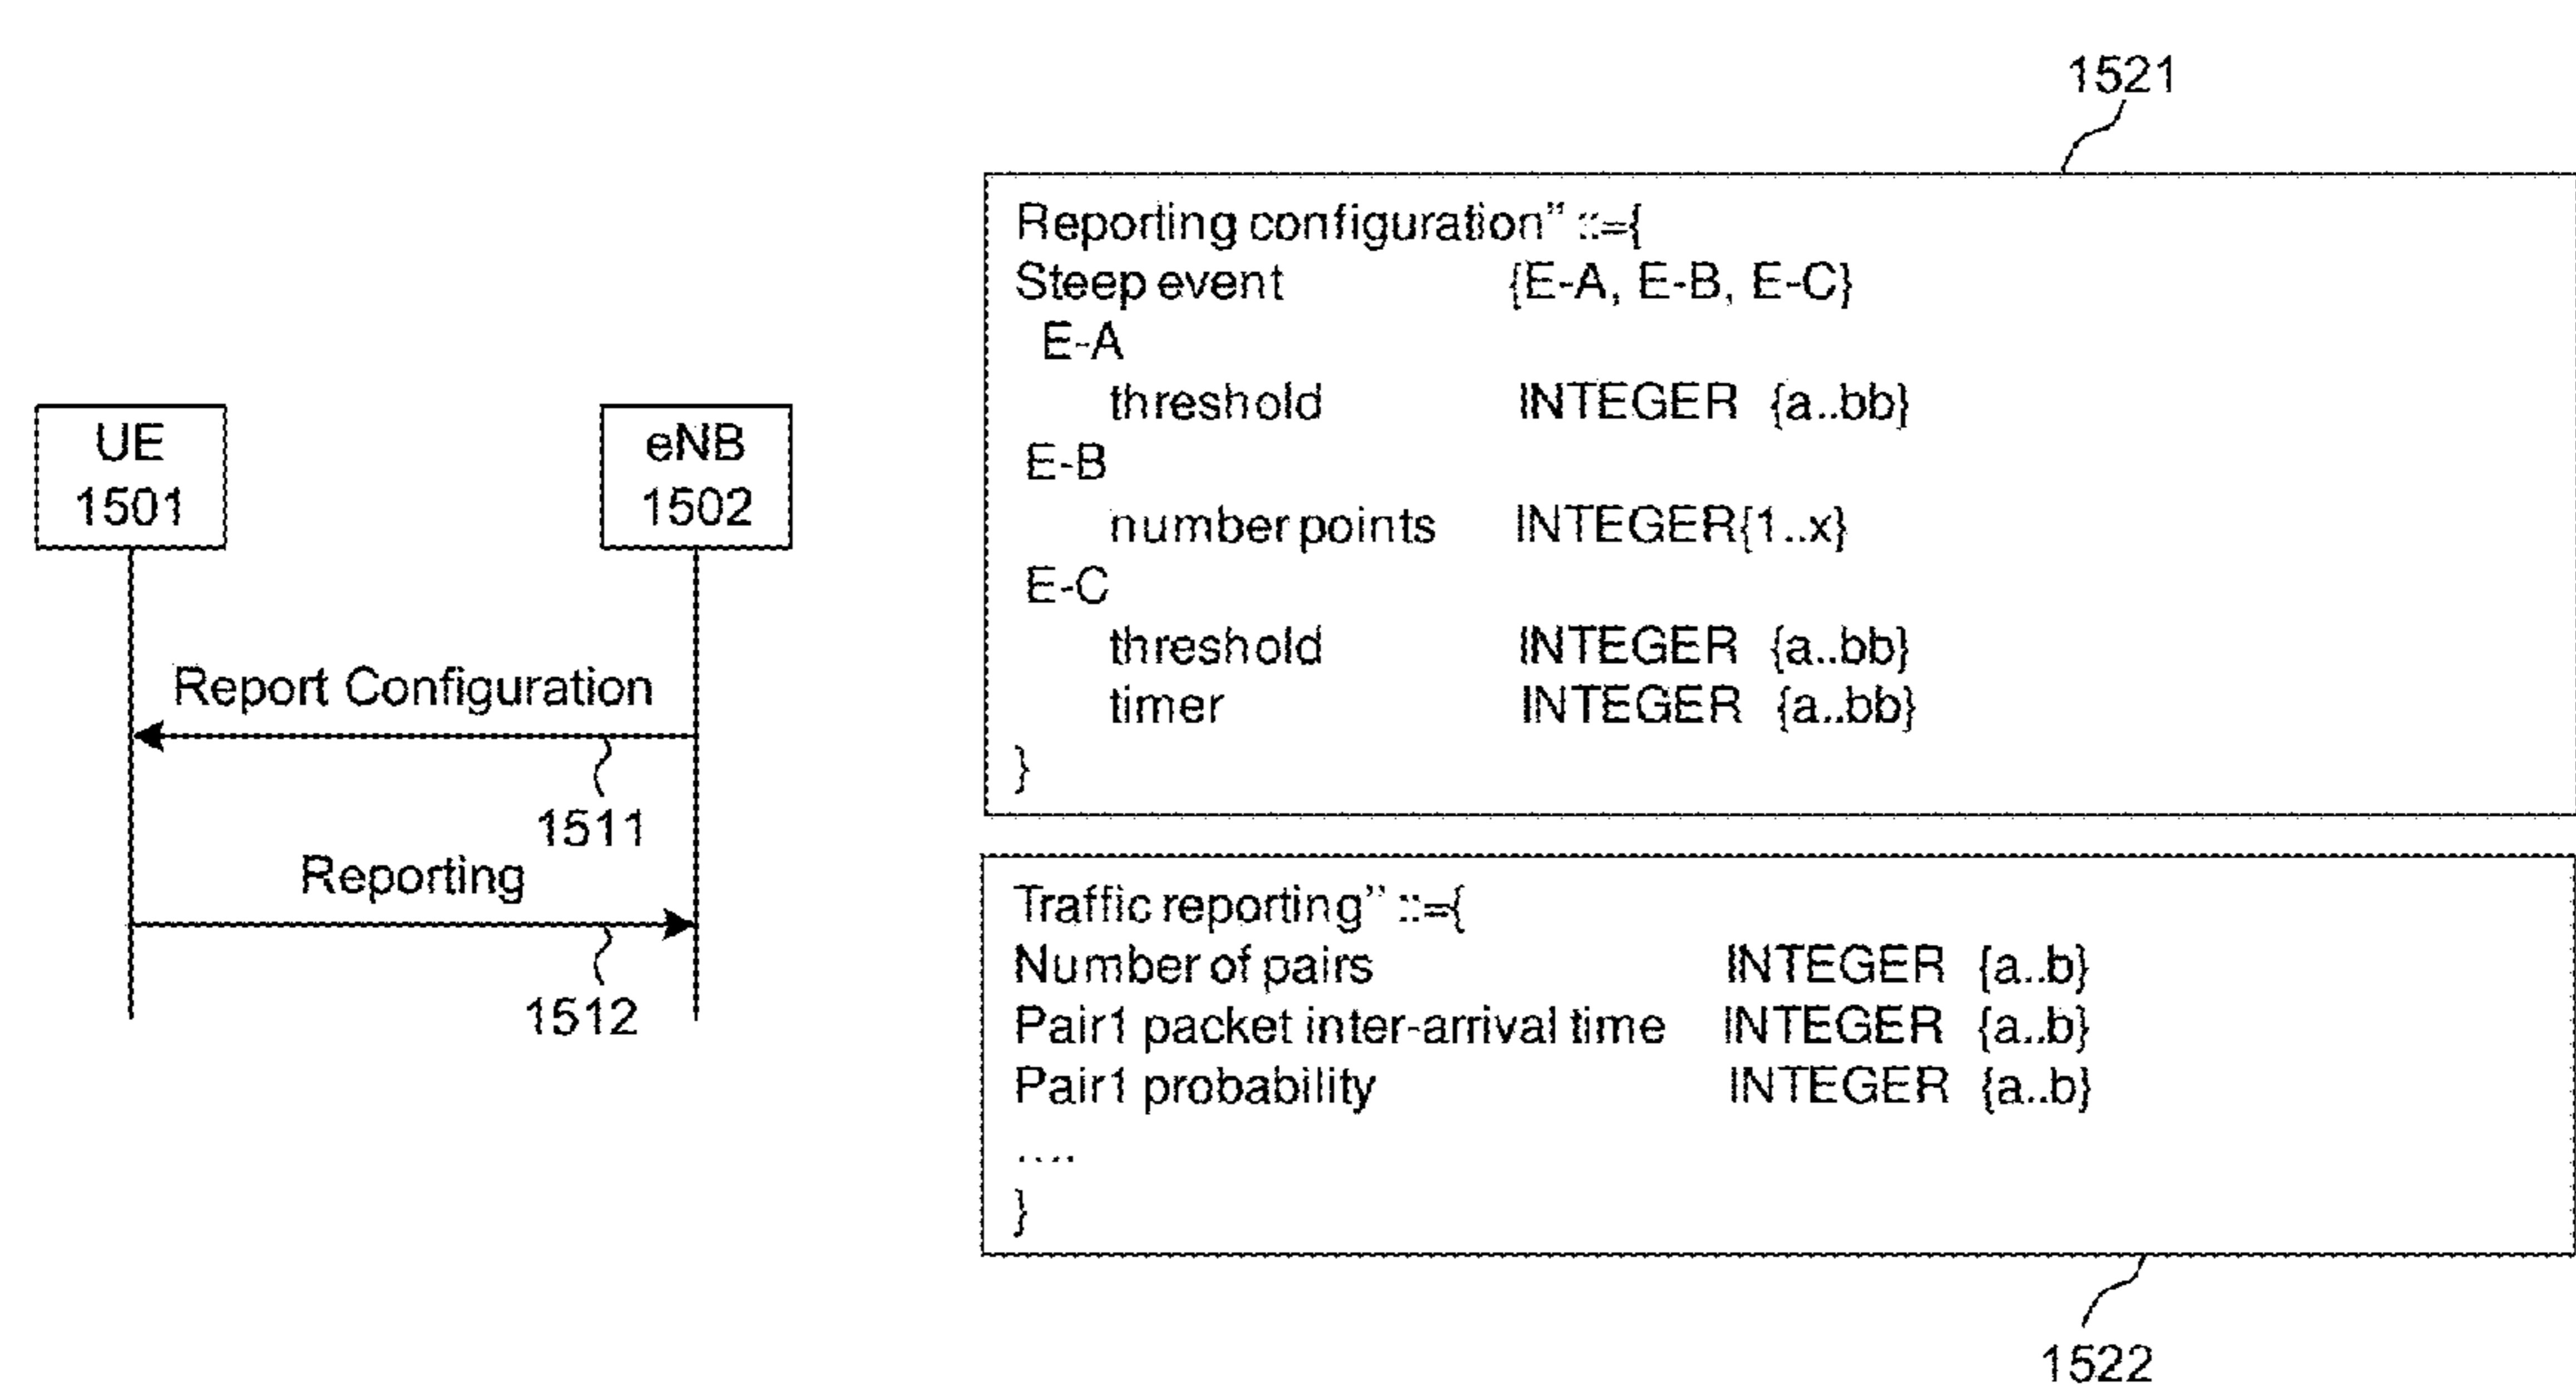 1521
Reporting configuration" ::={
Steep event {E-A, E-B, E-C}
E-A
threshold INTEGER {a..bb}
E-B
number points INTEGER{1..x}
E-C
threshold INTEGER {a..bb}
timer INTEGER {a..bb}
}
UE
1501
eNB
1502
Report Configuration
1511
Reporting
1512
Traffic reporting" ::={
Number of pairs INTEGER {a..b}
Pair1 packet inter-arrival time INTEGER {a..b}
Pair1 probability INTEGER {a..b}
....
}
1522